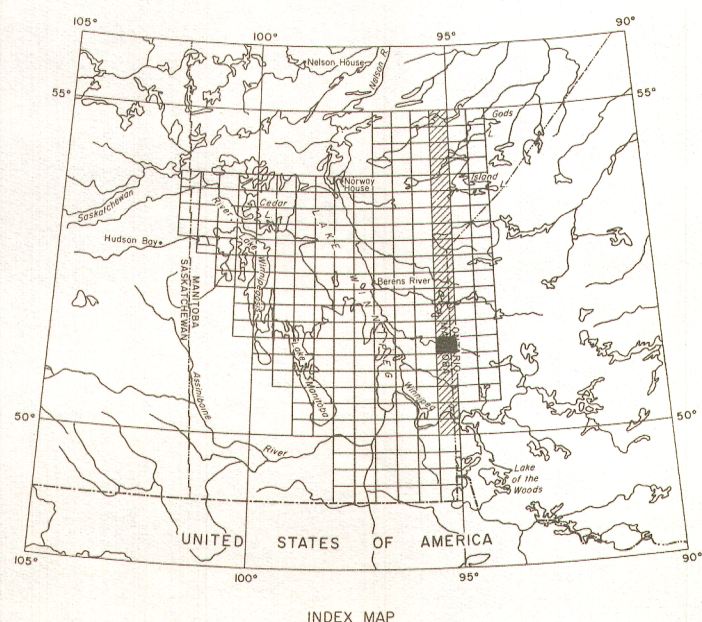 105°
100°
95°
90°
Nelson House
Nelson R.
55°
55°
Gods
L.
Norway
House
Island
L.
Saskatchewan
River
Cedar
L.
LAKE
Hudson Bay
Lake
Winnipegosis
MANITOBA
SASKATCHEWAN
Berens River
WINNIPEG
ONTARIO
MANITOBA
Lake
Manitoba
Winnipeg
Assiniboine
River
50°
50°
Lake
of the
Woods
UNITED STATES OF AMERICA
105°
100°
95°
90°
INDEX MAP